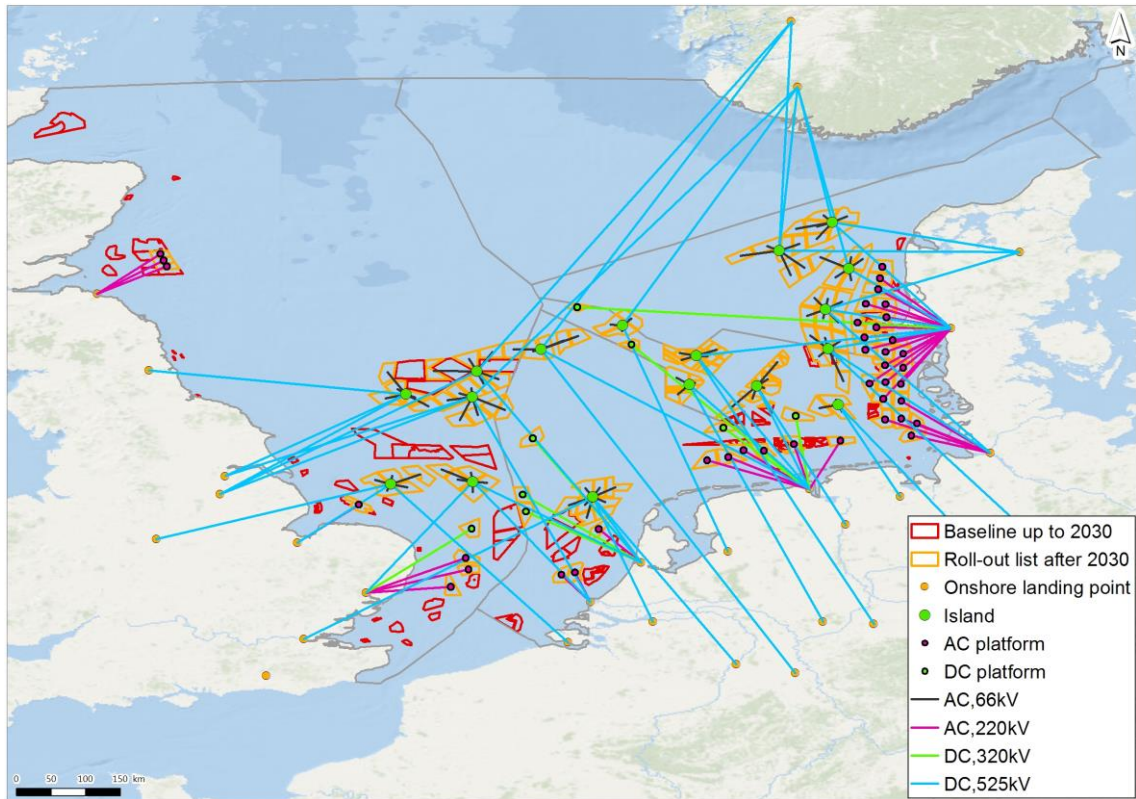 N
Baseline up to 2030
Roll-out list after 2030
Onshore landing point
Island
AC platform
DC platform
AC,66kV
AC,220kV
DC,320kV
DC,525kV
0 50 100 150 km